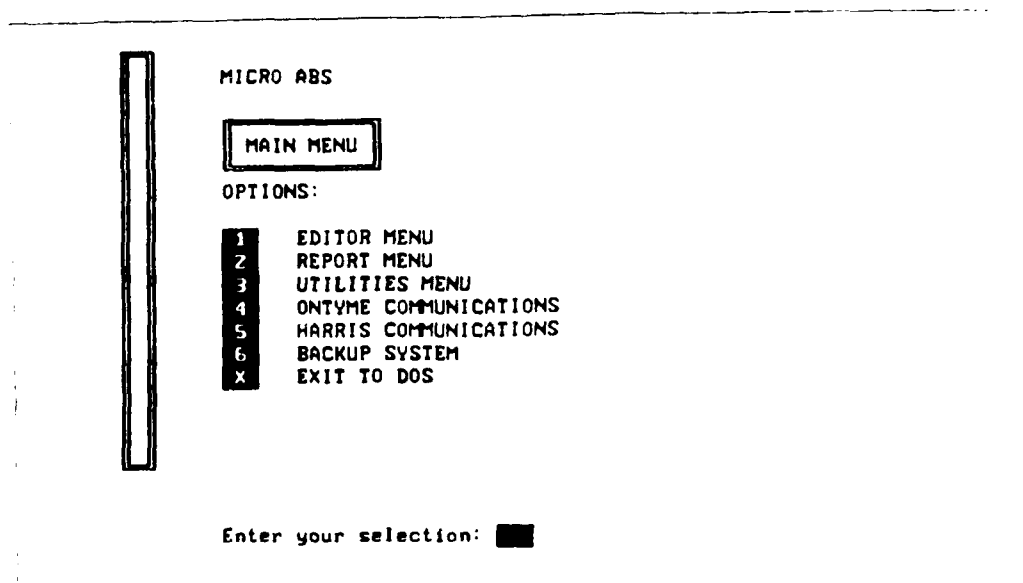 MICRO ABS
MAIN MENU
OPTIONS:
1 EDITOR MENU
2 REPORT MENU
3 UTILITIES MENU
4 ONTYME COMMUNICATIONS
5 HARRIS COMMUNICATIONS
6 BACKUP SYSTEM
X EXIT TO DOS
Enter your selection: